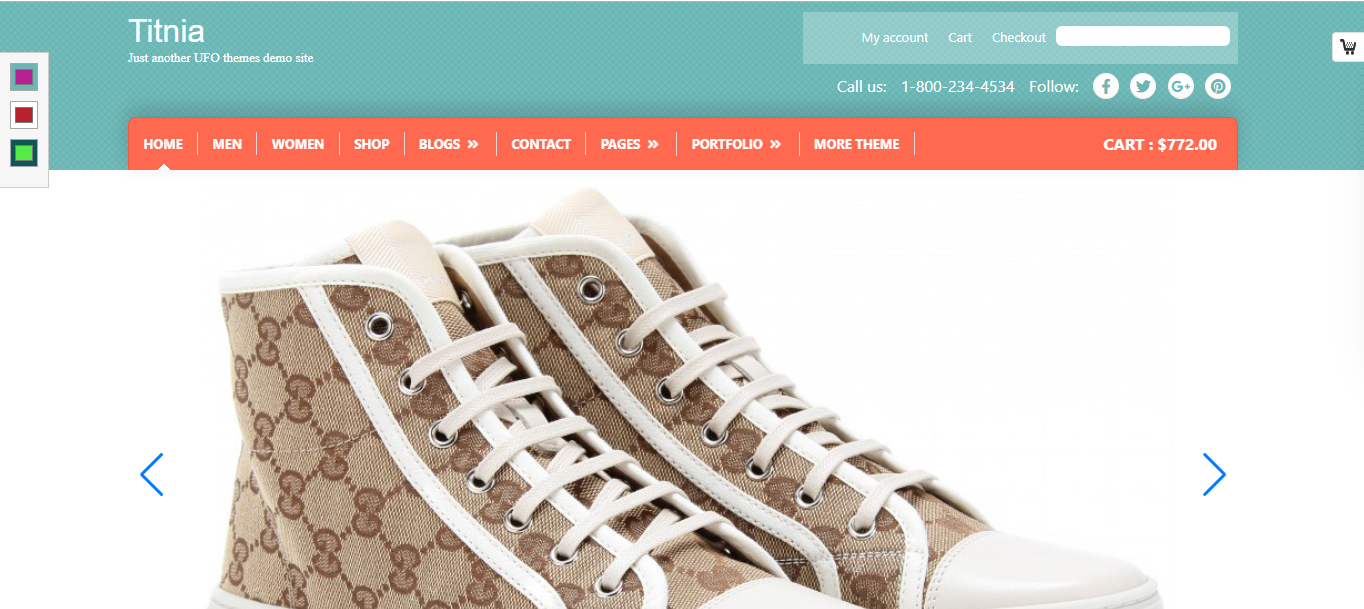 Titnia
Just another UFO themes demo site
My account Cart Checkout
Call us: 1-800-234-4534 Follow:
HOME MEN WOMEN SHOP BLOGS » CONTACT PAGES » PORTFOLIO » MORE THEME CART : $772.00